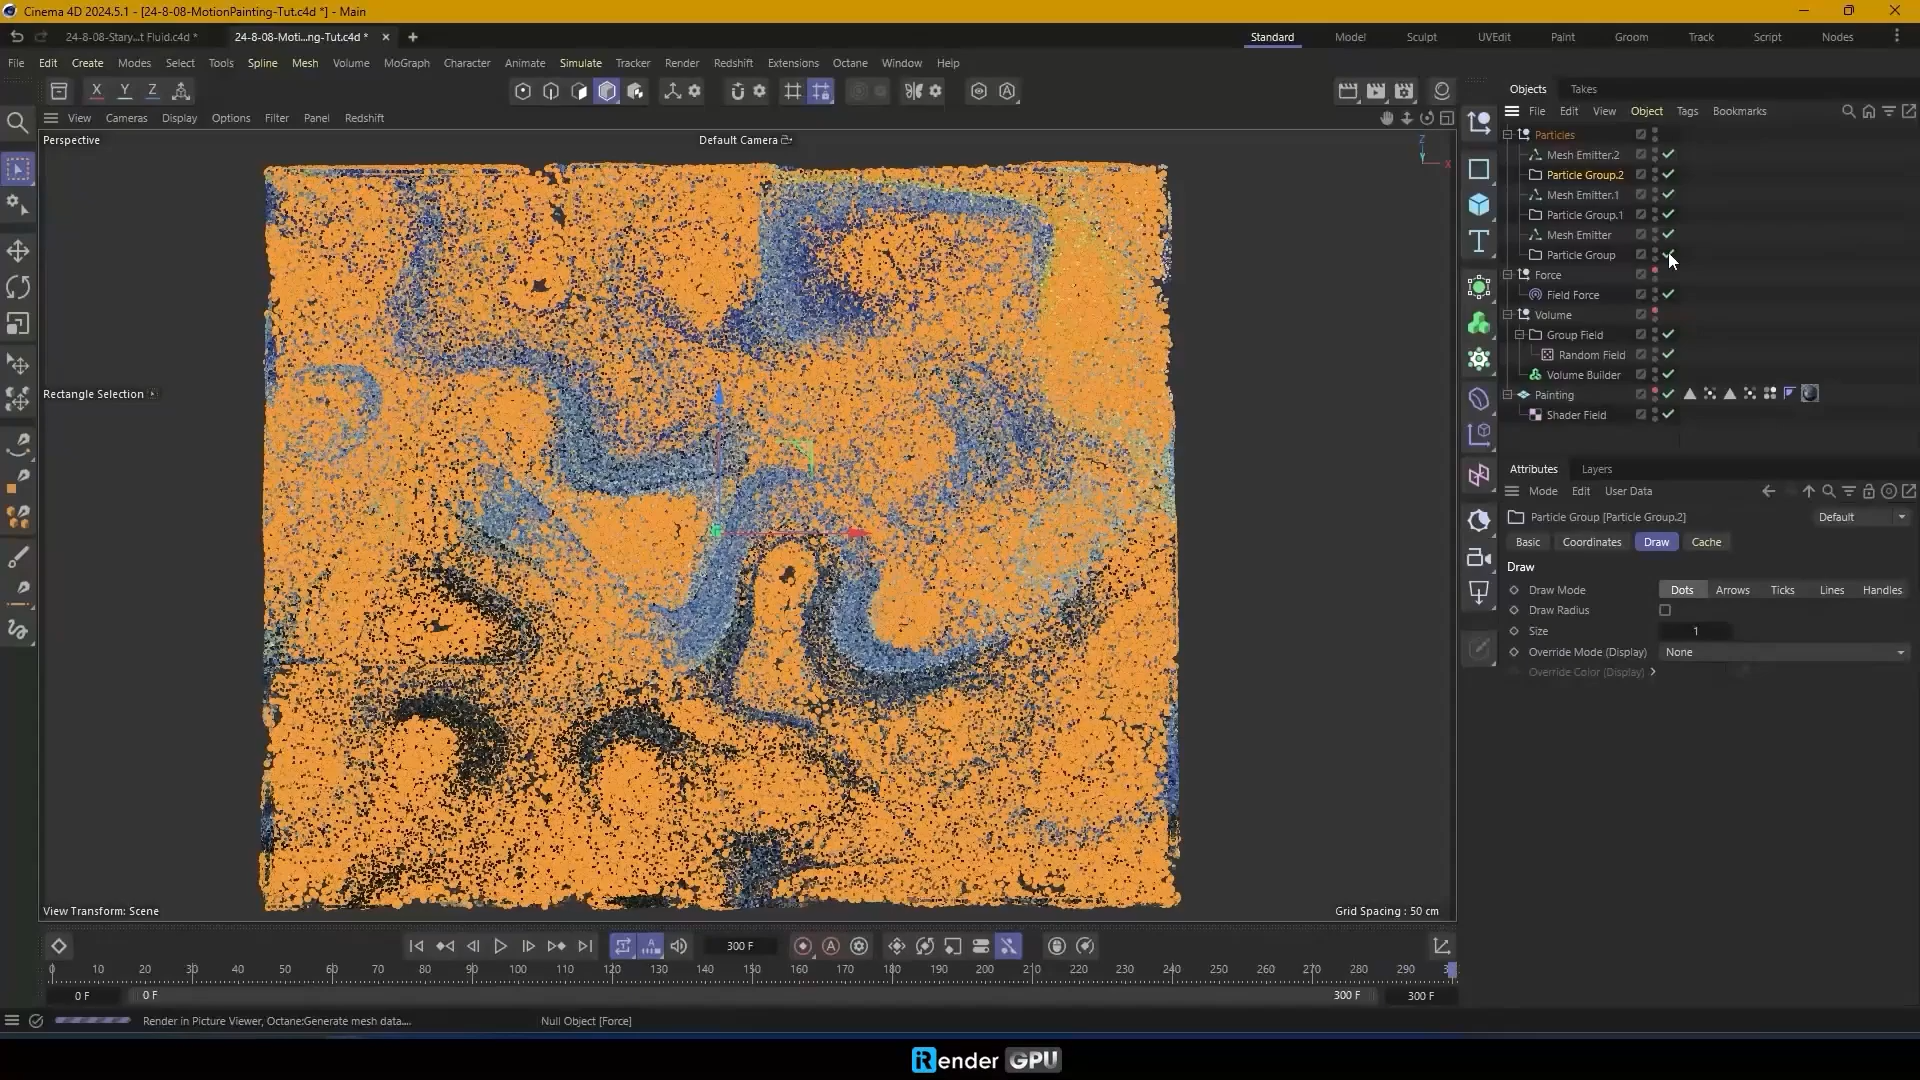 Cinema 4D 2024.5.1 - [24-8-08-MotionPainting-Tut.c4d *] - Main
24-8-08-Stary...t Fluid.c4d *
24-8-08-Moti...ng-Tut.c4d *
Standard Model Sculpt UVEdit Paint Groom Track Script Nodes
File Edit Create Modes Select Tools Spline Mesh Volume MoGraph Character Animate Simulate Tracker Render Redshift Extensions Octane Window Help
X Y Z
Objects Takes
View Cameras Display Options Filter Panel Redshift
File Edit View Object Tags Bookmarks
Perspective
Default Camera
Z
X
Particles
Mesh Emitter.2
Particle Group.2
Mesh Emitter.1
Particle Group.1
Mesh Emitter
Particle Group
Force
Field Force
Volume
Group Field
Random Field
Volume Builder
Painting
Shader Field
Rectangle Selection
Attributes Layers
Mode Edit User Data
Particle Group [Particle Group.2]
Default
Basic Coordinates Draw Cache
Draw
Draw Mode Dots Arrows Ticks Lines Handles
Draw Radius
Size 1
Override Mode (Display) None
Override Color (Display)
View Transform: Scene
Grid Spacing : 50 cm
300 F
0 10 20 30 40 50 60 70 80 90 100 110 120 130 140 150 160 170 180 190 200 210 220 230 240 250 260 270 280 290
0 F 0 F 300 F 300 F
Render in Picture Viewer, Octane:Generate mesh data....
Null Object [Force]
iRender GPU